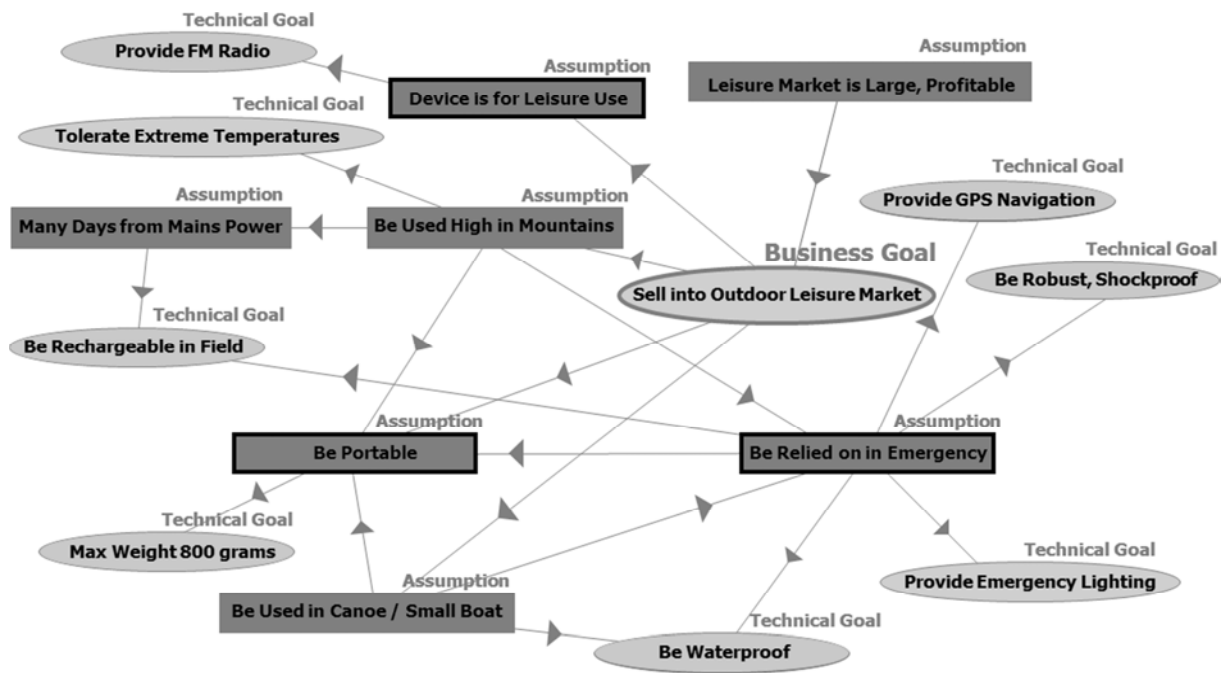 Technical Goal
Provide FM Radio
Assumption
Device is for Leisure Use
Assumption
Leisure Market is Large, Profitable
Technical Goal
Tolerate Extreme Temperatures
Technical Goal
Provide GPS Navigation
Assumption
Many Days from Mains Power
Assumption
Be Used High in Mountains
Business Goal
Sell into Outdoor Leisure Market
Technical Goal
Be Robust, Shockproof
Technical Goal
Be Rechargeable in Field
Assumption
Be Portable
Assumption
Be Relied on in Emergency
Technical Goal
Max Weight 800 grams
Technical Goal
Provide Emergency Lighting
Assumption
Be Used in Canoe / Small Boat
Technical Goal
Be Waterproof